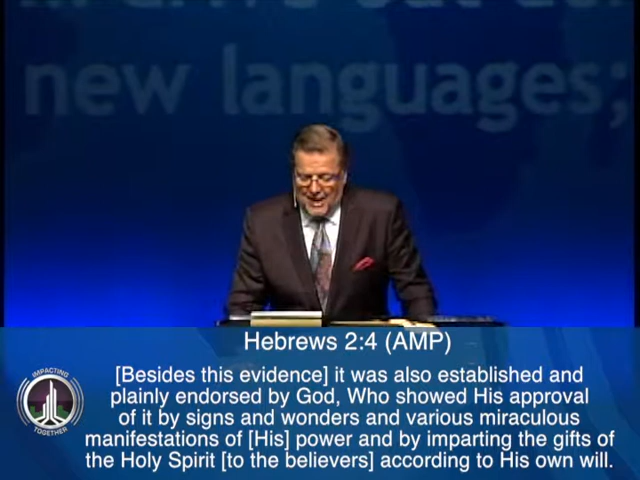 new languages;
Hebrews 2:4 (AMP)
[Besides this evidence] it was also established and
plainly endorsed by God, Who showed His approval
of it by signs and wonders and various miraculous
manifestations of [His] power and by imparting the gifts of
the Holy Spirit [to the believers] according to His own will.
IMPACTING
TOGETHER